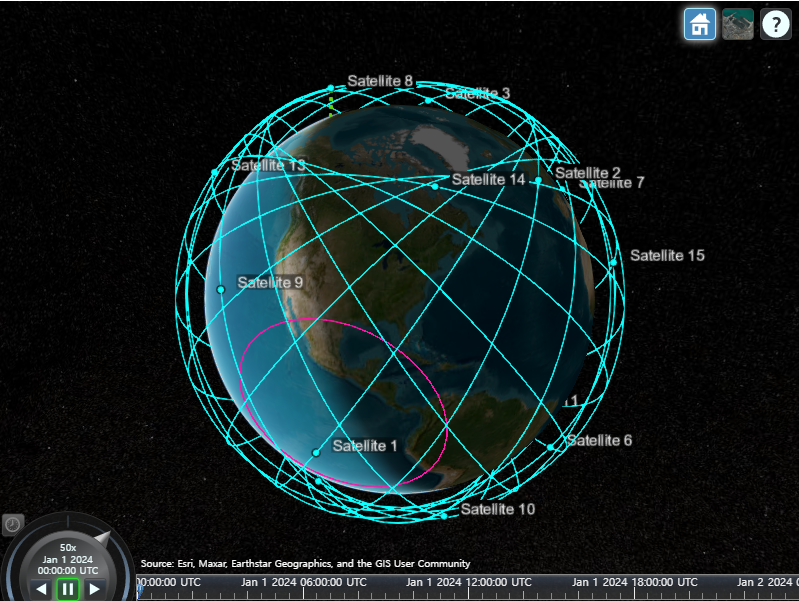 ?
Satellite 8
Satellite 3
Satellite 13
Satellite 2
Satellite 7
Satellite 14
Satellite 15
Satellite 9
11
Satellite 1
Satellite 6
Satellite 10
50x
Jan 1 2024
00:00:00 UTC
Source: Esri, Maxar, Earthstar Geographics, and the GIS User Community
00:00:00 UTC
Jan 1 2024 06:00:00 UTC
Jan 1 2024 12:00:00 UTC
Jan 1 2024 18:00:00 UTC
Jan 2 2024